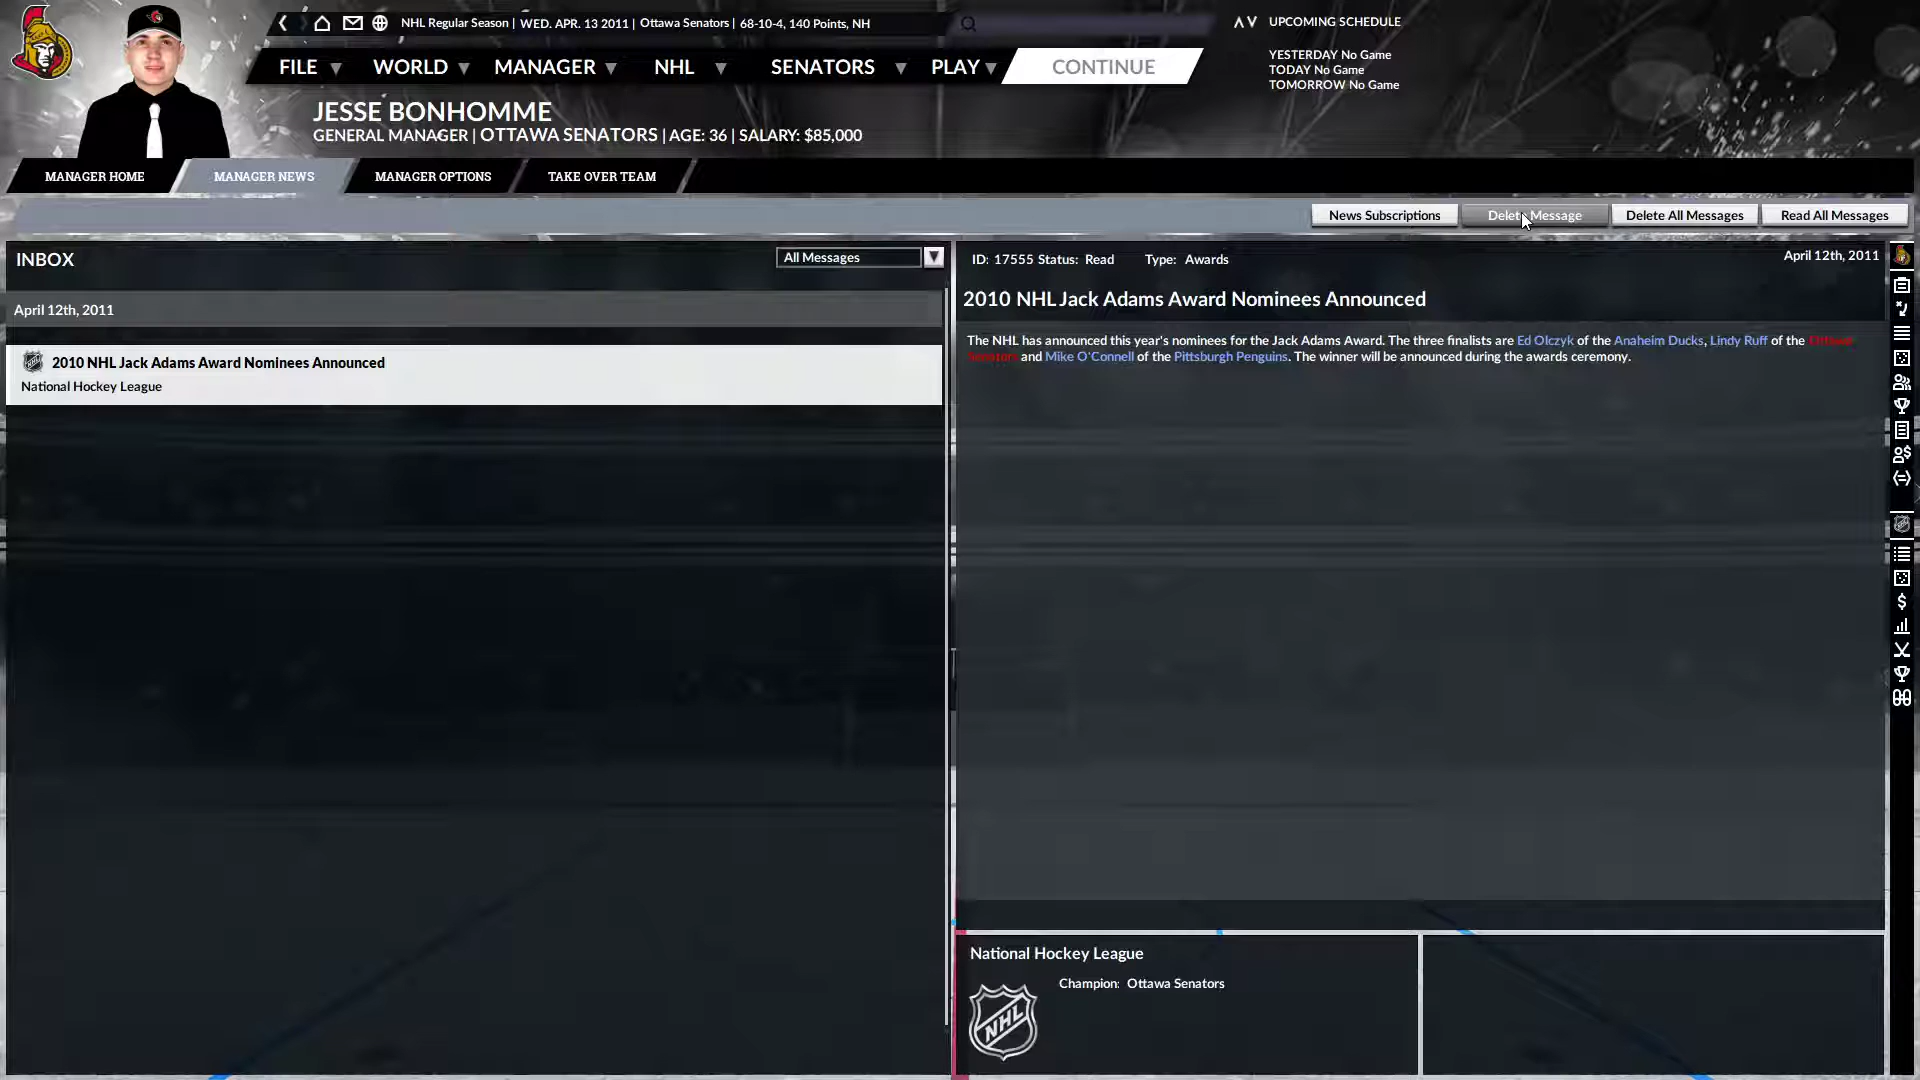 NHL Regular Season | WED. APR. 13 2011 | Ottawa Senators | 68-10-4, 140 Points, NH
UPCOMING SCHEDULE
YESTERDAY No Game
TODAY No Game
TOMORROW No Game
FILE WORLD MANAGER NHL SENATORS PLAY CONTINUE
JESSE BONHOMME
GENERAL MANAGER | OTTAWA SENATORS | AGE: 36 | SALARY: $85,000
MANAGER HOME MANAGER NEWS MANAGER OPTIONS TAKE OVER TEAM
News Subscriptions Delete Message Delete All Messages Read All Messages
INBOX All Messages
April 12th, 2011
2010 NHL Jack Adams Award Nominees Announced
National Hockey League
ID: 17555 Status: Read Type: Awards April 12th, 2011
2010 NHL Jack Adams Award Nominees Announced
The NHL has announced this year's nominees for the Jack Adams Award. The three finalists are Ed Olczyk of the Anaheim Ducks, Lindy Ruff of the Ottawa
Senators and Mike O'Connell of the Pittsburgh Penguins. The winner will be announced during the awards ceremony.
National Hockey League
Champion: Ottawa Senators
NHL